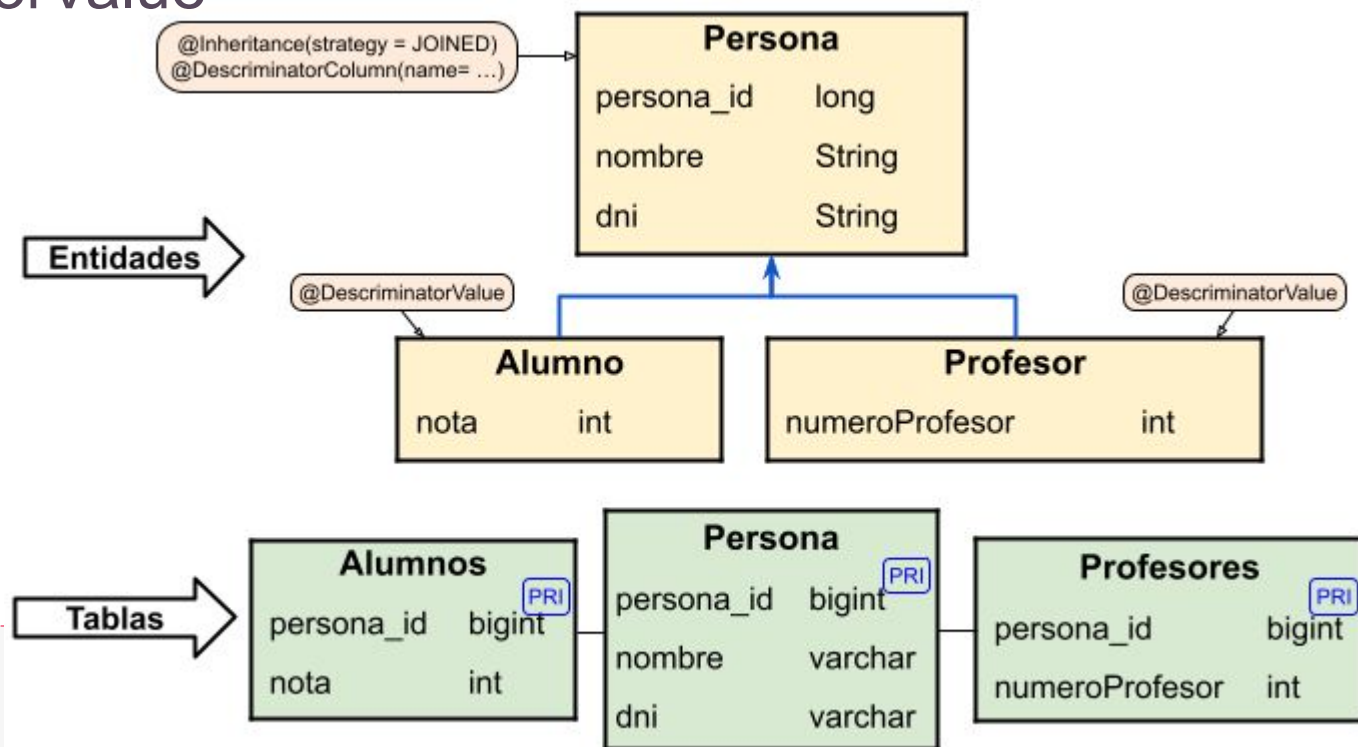 @Inheritance(strategy = JOINED)
@DescriminatorColumn(name= ...)
Persona
persona_id long
nombre String
dni String
Entidades
@DescriminatorValue
@DescriminatorValue
Alumno
nota int
Profesor
numeroProfesor int
Tablas
Alumnos
PRI
persona_id bigint
nota int
Persona
PRI
persona_id bigint
nombre varchar
dni varchar
Profesores
PRI
persona_id bigint
numeroProfesor int